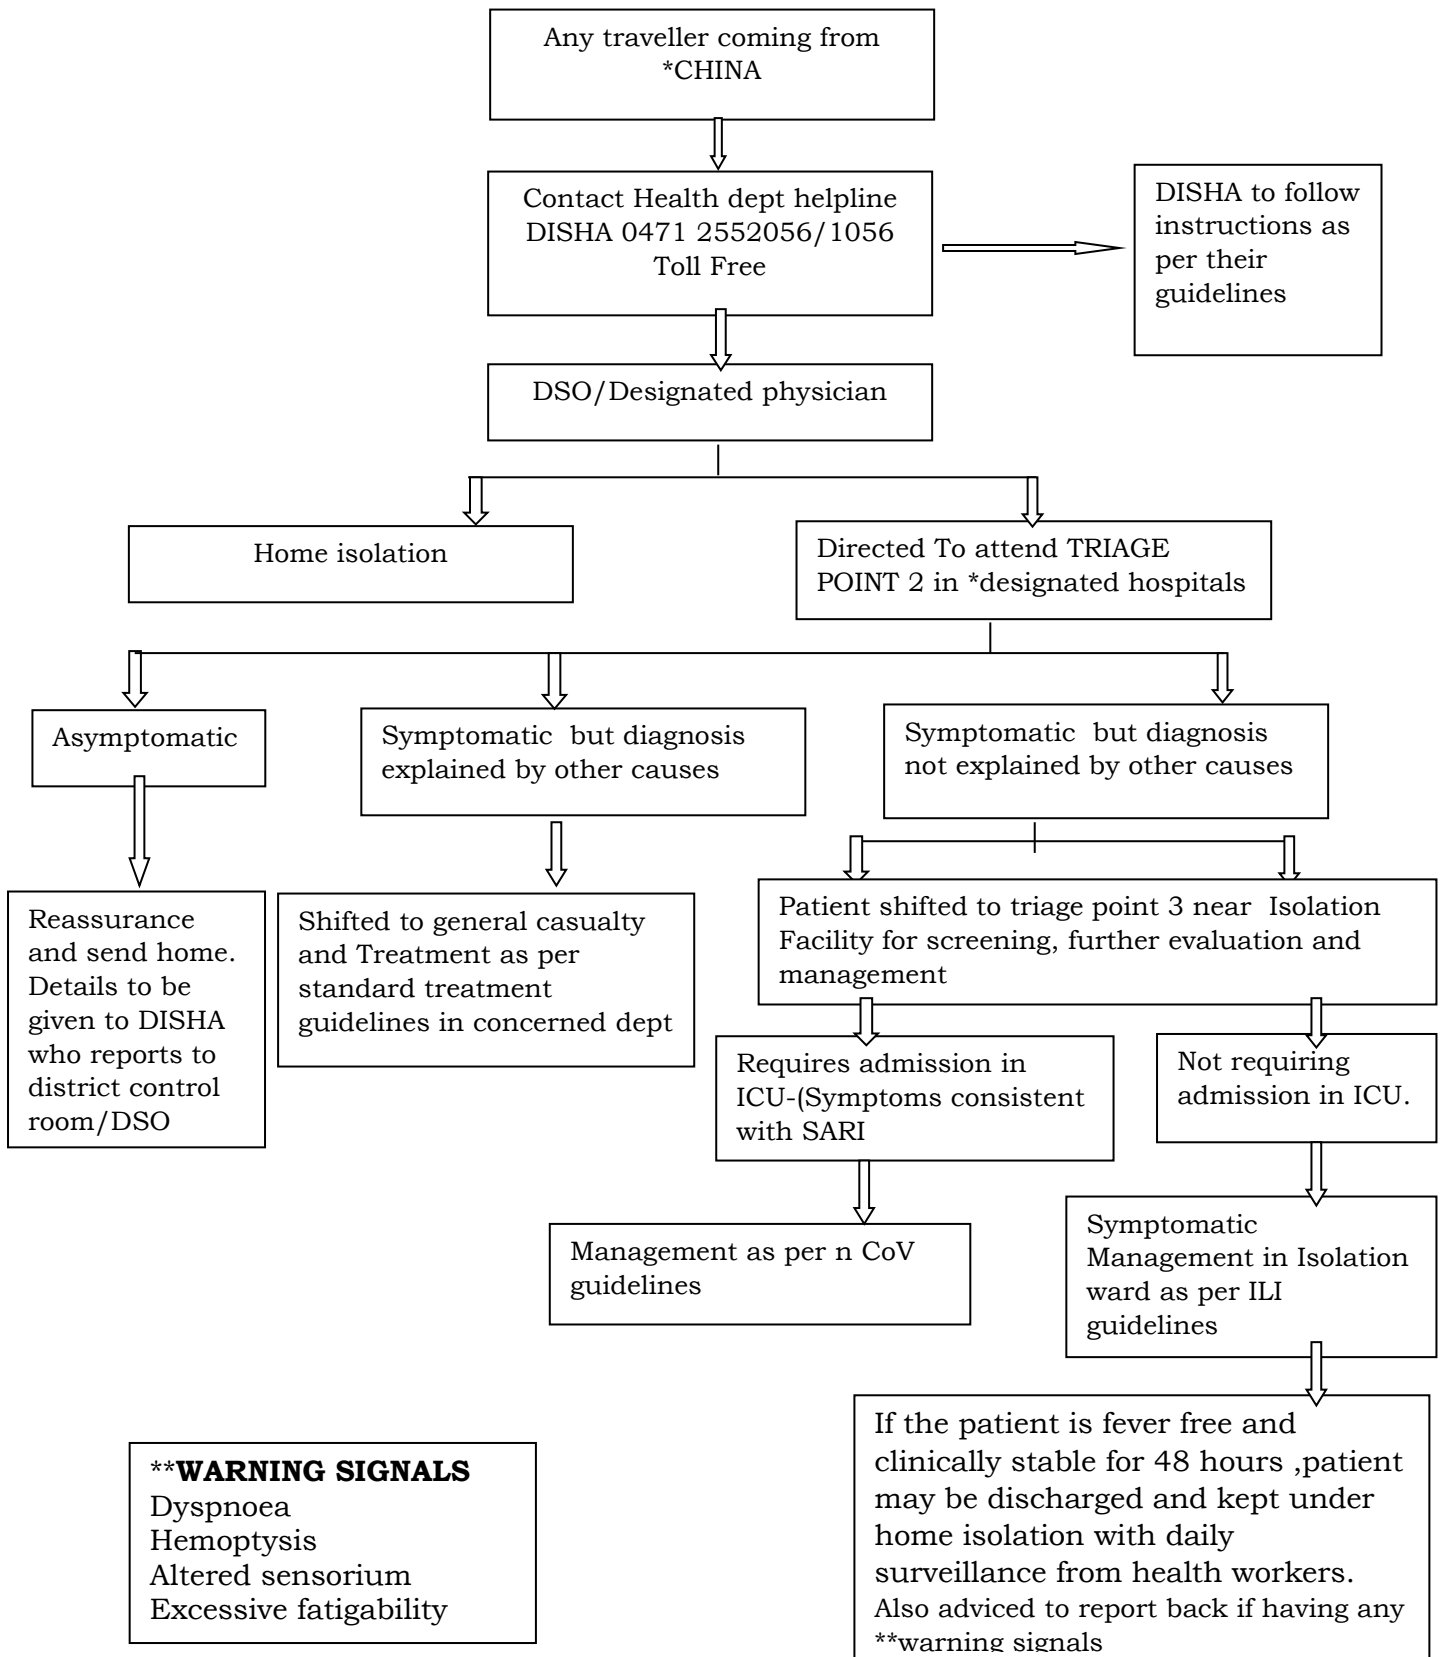 Any traveller coming from
*CHINA
Contact Health dept helpline
DISHA 0471 2552056/1056
Toll Free
DISHA to follow
instructions as
per their
guidelines
DSO/Designated physician
Home isolation
Directed To attend TRIAGE
POINT 2 in *designated hospitals
Asymptomatic
Symptomatic  but diagnosis
explained by other causes
Symptomatic  but diagnosis
not explained by other causes
Reassurance
and send home.
Details to be
given to DISHA
who reports to
district control
room/DSO
Shifted to general casualty
and Treatment as per
standard treatment
guidelines in concerned dept
Patient shifted to triage point 3 near  Isolation
Facility for screening, further evaluation and
management
Requires admission in
ICU-(Symptoms consistent
with SARI
Not requiring
admission in ICU.
Management as per n CoV
guidelines
Symptomatic
Management in Isolation
ward as per ILI
guidelines
If the patient is fever free and
clinically stable for 48 hours ,patient
may be discharged and kept under
home isolation with daily
surveillance from health workers.
Also adviced to report back if having any
**warning signals
**WARNING SIGNALS
Dyspnoea
Hemoptysis
Altered sensorium
Excessive fatigability